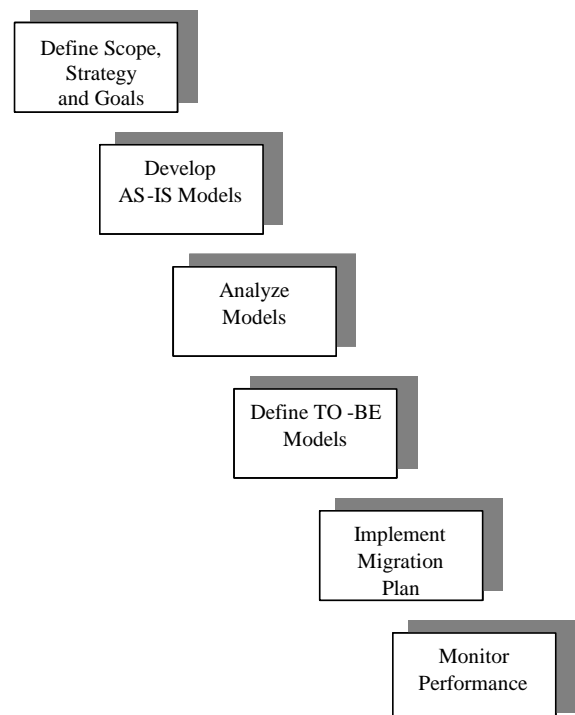 Define Scope,
Strategy
and Goals
Develop
AS-IS Models
Analyze
Models
Define TO -BE
Models
Implement
Migration
Plan
Monitor
Performance